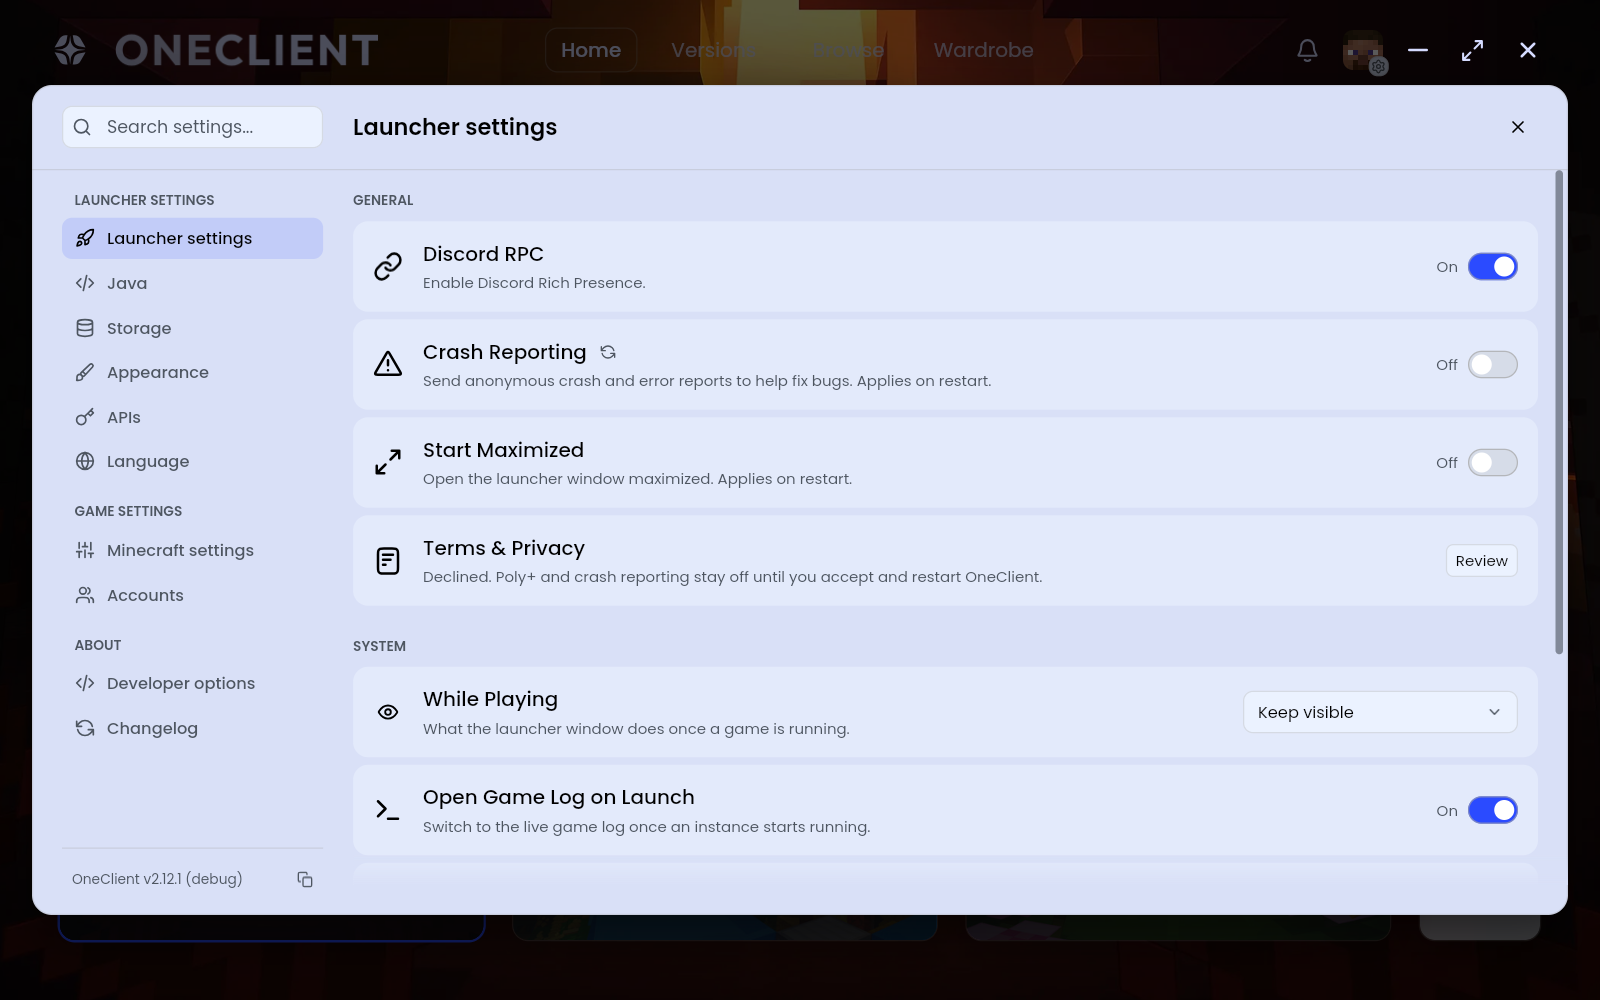 ONECLIENT
Home
Versions
Browse
Wardrobe
Search settings...
Launcher settings
LAUNCHER SETTINGS
Launcher settings
Java
Storage
Appearance
APIs
Language
GAME SETTINGS
Minecraft settings
Accounts
ABOUT
Developer options
Changelog
OneClient v2.12.1 (debug)
GENERAL
Discord RPC
Enable Discord Rich Presence.
On
Crash Reporting
Send anonymous crash and error reports to help fix bugs. Applies on restart.
Off
Start Maximized
Open the launcher window maximized. Applies on restart.
Off
Terms & Privacy
Declined. Poly+ and crash reporting stay off until you accept and restart OneClient.
Review
SYSTEM
While Playing
What the launcher window does once a game is running.
Keep visible
Open Game Log on Launch
Switch to the live game log once an instance starts running.
On